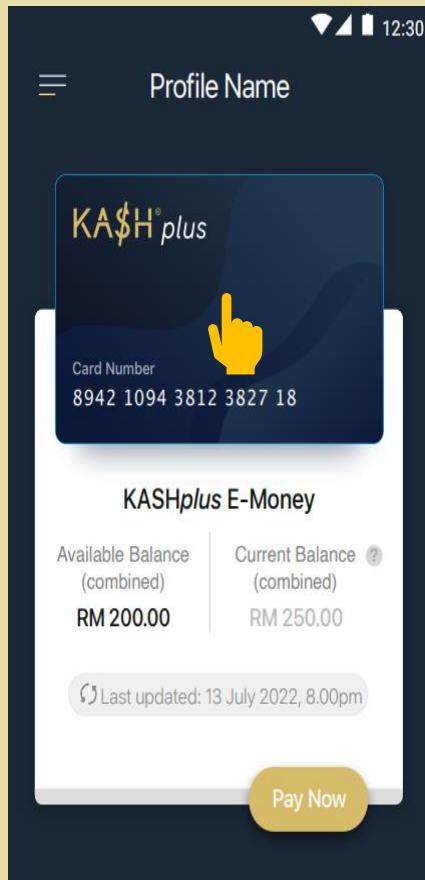 12:30
Profile Name
KA$H® plus
Card Number
8942 1094 3812 3827 18
KASHplus E-Money
Available Balance
(combined)
RM 200.00
Current Balance ?
(combined)
RM 250.00
Last updated: 13 July 2022, 8.00pm
Pay Now